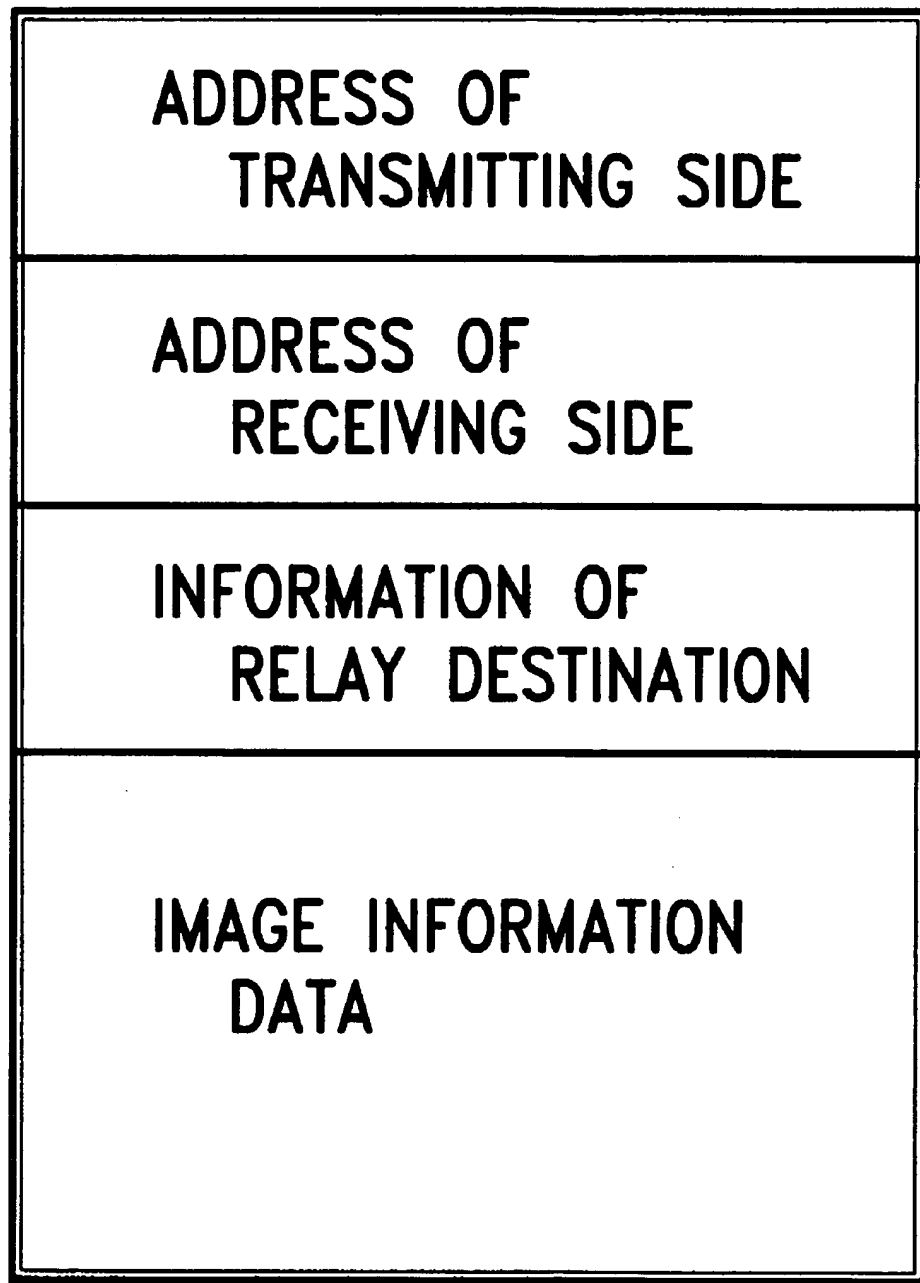 ADDRESS OF
TRANSMITTING SIDE
ADDRESS OF
RECEIVING SIDE
INFORMATION OF
RELAY DESTINATION
IMAGE INFORMATION
DATA